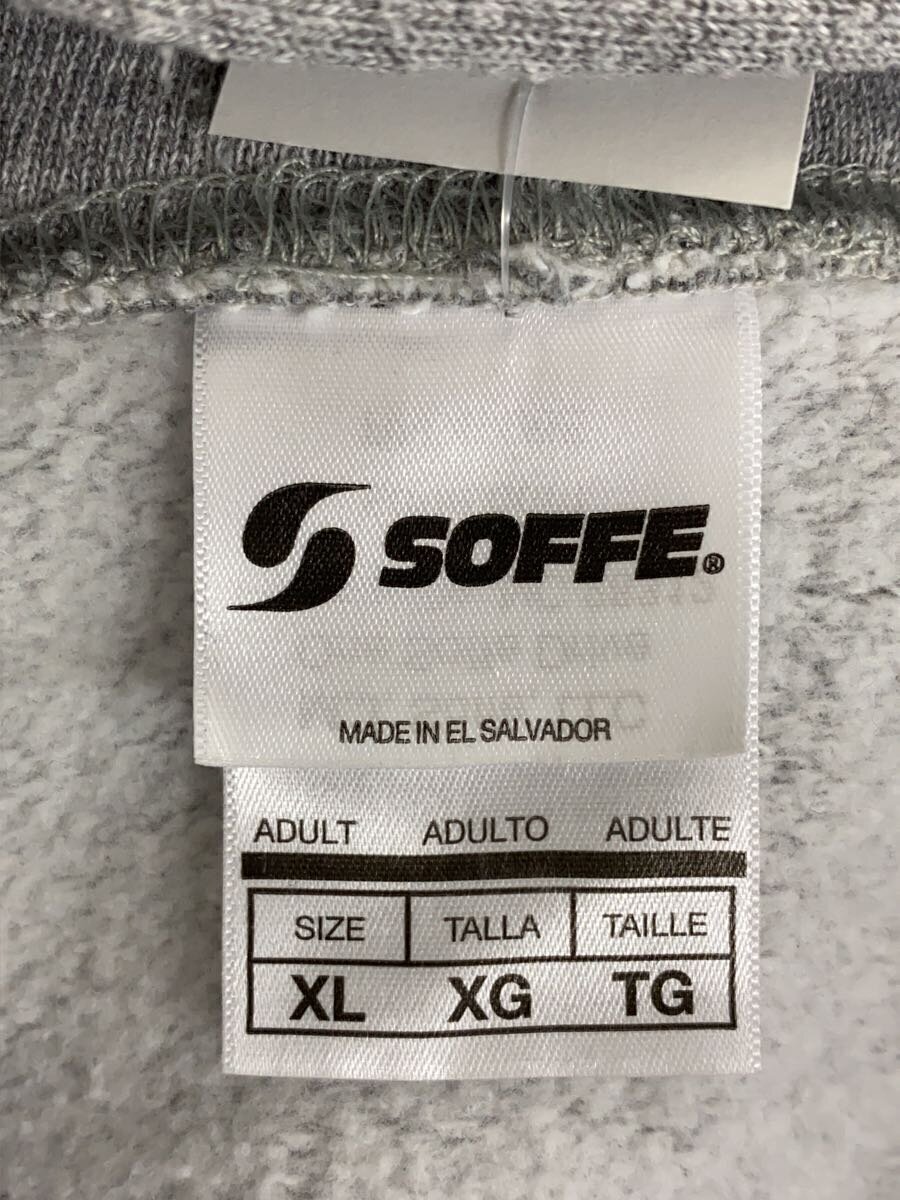 SOFFE®
MADE IN EL SALVADOR
ADULT ADULTO ADULTE
SIZE TALLA TAILLE
XL XG TG